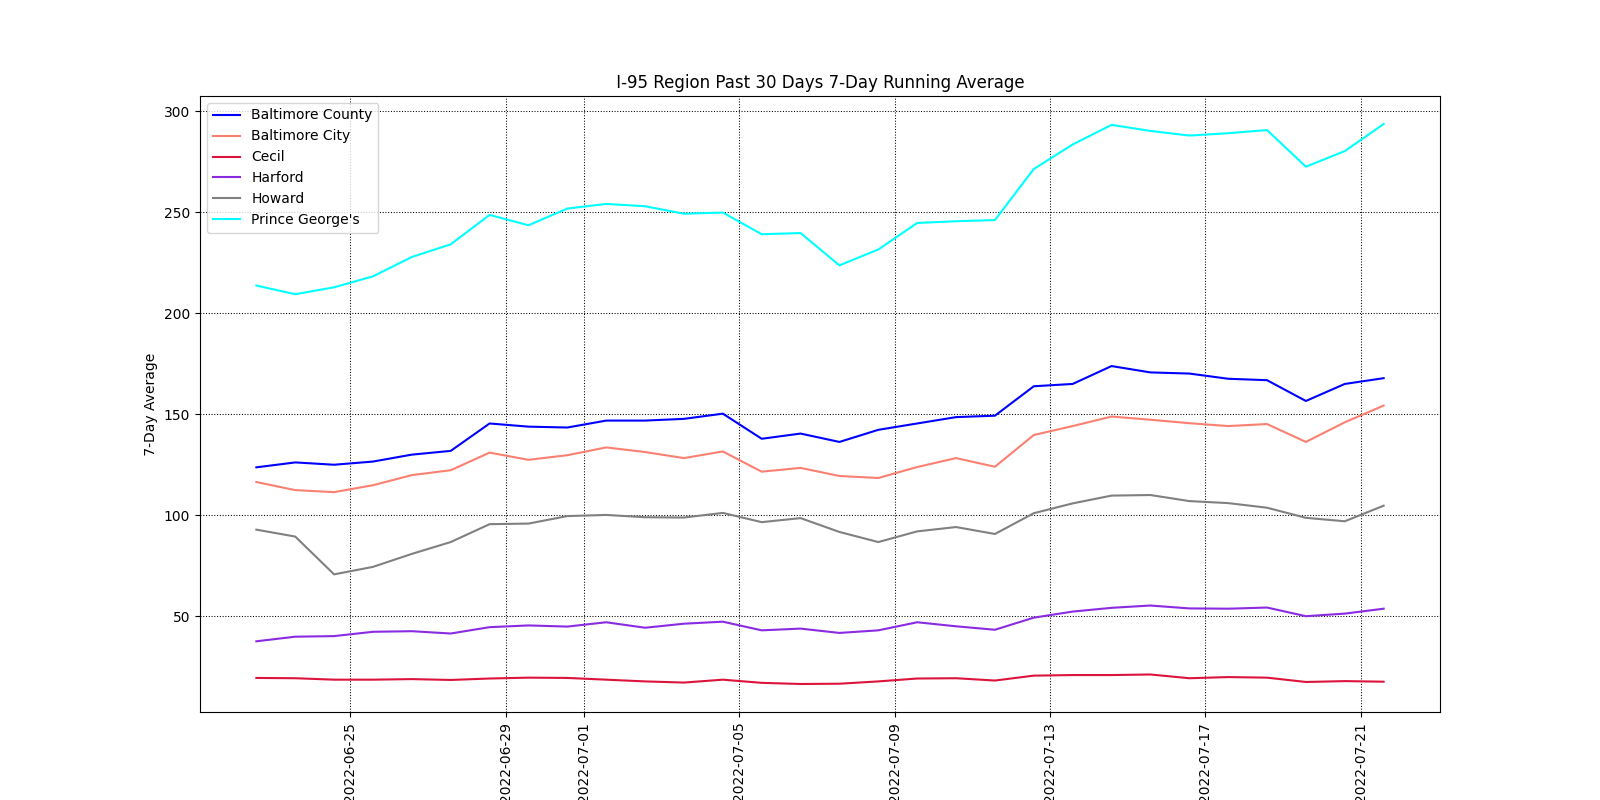 I-95 Region Past 30 Days 7-Day Running Average
300
250
200
150
100
50
7-Day Average
Baltimore County
Baltimore City
Cecil
Harford
Howard
Prince George's
2022-06-25
2022-06-29
2022-07-01
2022-07-05
2022-07-09
2022-07-13
2022-07-17
2022-07-21